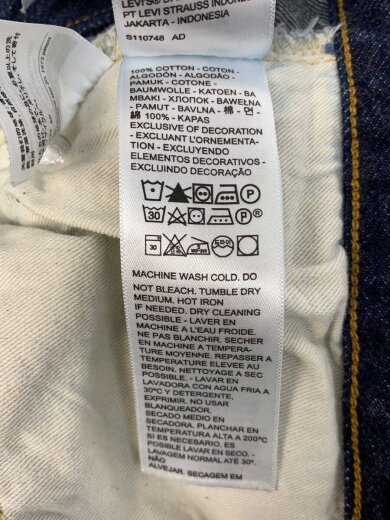 LEVI'S
PT LEVI STRAUSS INDONESIA
JAKARTA - INDONESIA
S110748 AD
100% COTTON - COTON -
ALGODÓN - ALGODÃO -
PAMUK - COTONE -
BAUMWOLLE - KATOEN - BA
MBAKI - ХЛОПОК - BAWEŁNA
- PAMUT - BAVLNA - 棉 - 면 -
綿 100% - KAPAS
EXCLUSIVE OF DECORATION
- EXCLUANT L'ORNEMENTA-
TION - EXCLUYENDO
ELEMENTOS DECORATIVOS -
EXCLUINDO DECORAÇÃO
P
30 P ®
30
MACHINE WASH COLD. DO
NOT BLEACH. TUMBLE DRY
MEDIUM. HOT IRON
IF NEEDED. DRY CLEANING
POSSIBLE - LAVER EN
MACHINE A L'EAU FROIDE.
NE PAS BLANCHIR. SECHER
EN MACHINE A TEMPERA-
TURE MOYENNE. REPASSER A
TEMPERATURE ELEVEE AU
BESOIN. NETTOYAGE A SEC
POSSIBLE - LAVAR EN
LAVADORA CON AGUA FRIA A
30ºC Y DETERGENTE,
EXPRIMIR. NO USAR
BLANQUEADOR.
SECADO MEDIO EN
SECADORA. PLANCHAR EN
TEMPERATURA ALTA A 200ºC
SI ES NECESARIO. ES
POSIBLE LAVAR EN SECO -
LAVAGEM NORMAL ATÉ 30º.
ALVEJAR. SECAGEM EM